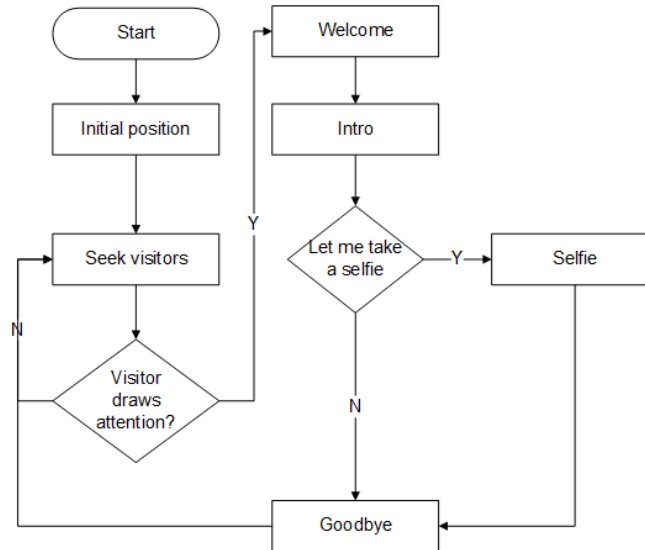 Start
Initial position
Seek visitors
N
Visitor
draws
attention?
Y
Welcome
Intro
Let me take
a selfie
Y
Selfie
N
Goodbye